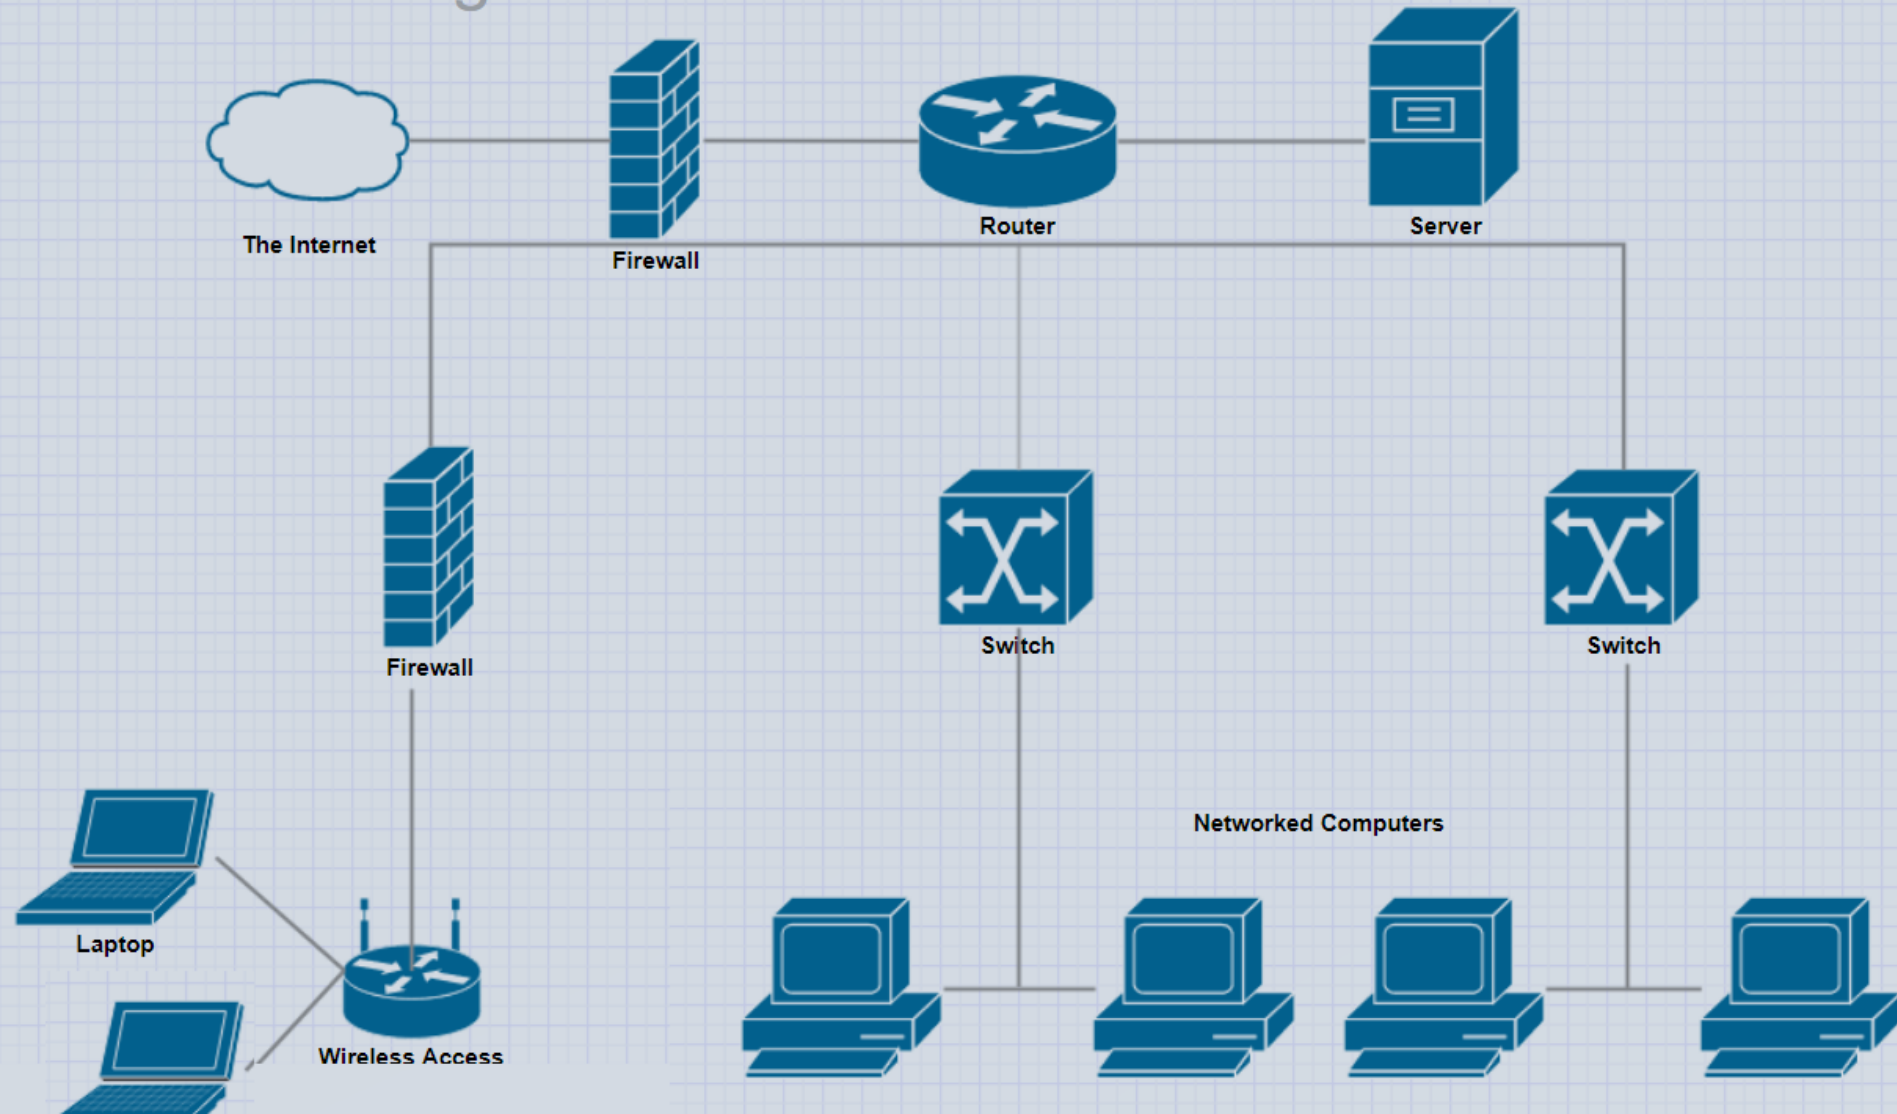 The Internet
Firewall
Router
Server
Firewall
Switch
Switch
Networked Computers
Laptop
Wireless Access